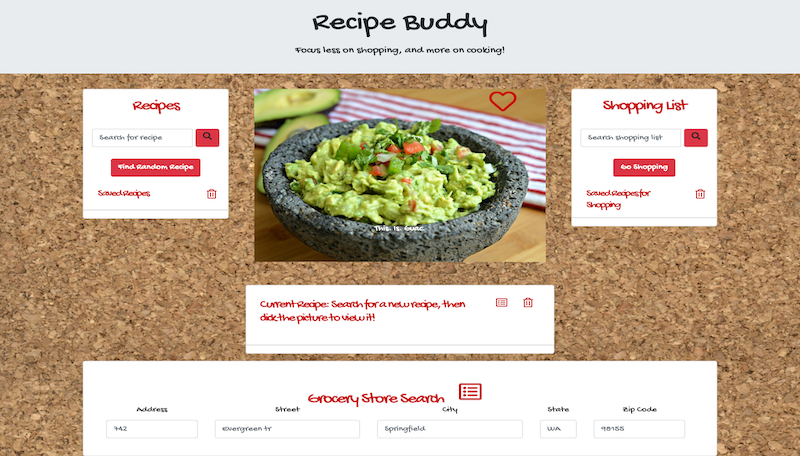 Recipe Buddy
Focus less on shopping, and more on cooking!
Recipes
Search for recipe
Find Random Recipe
Saved Recipes
This. Is. Guac.
Shopping List
Search shopping list
Go Shopping
Saved Recipes for
Shopping
Current Recipe: Search for a new recipe, then
click the picture to view it!
Grocery Store Search
Address Street City State Zip Code
742 Evergreen tr Springfield WA 98155